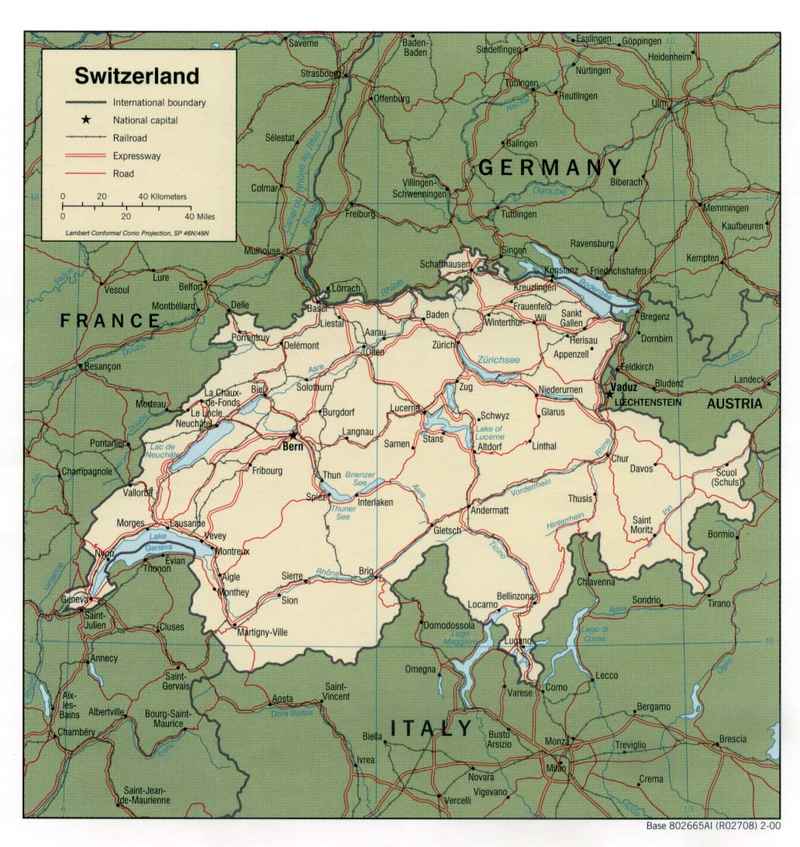 Switzerland
International boundary
National capital
Railroad
Expressway
Road
0 20 40 Kilometers
0 20 40 Miles
Lambert Conformal Conic Projection, SP 46N/48N
GERMANY
FRANCE
AUSTRIA
LIECHTENSTEIN
ITALY
Saverne
Strasbourg
Baden-
Baden
Offenburg
Sélestat
Colmar
Mulhouse
Freiburg
Villingen-
Schwenningen
Sindelfingen
Esslingen
Göppingen
Heidenheim
Nürtingen
Tübingen
Reutlingen
Ulm
Balingen
Biberach
Danube
Tuttlingen
Memmingen
Kaufbeuren
Kempten
Ravensburg
Friedrichshafen
Singen
Konstanz
Kreuzlingen
Schaffhausen
Lörrach
Basel
Rhein
Lure
Vesoul
Belfort
Montbéliard
Delle
Porrentruy
Besançon
Doubs
Delémont
Liestal
Aarau
Olten
Baden
Zürich
Winterthur
Frauenfeld
Wil
Sankt
Gallen
Herisau
Appenzell
Bodensee
Bregenz
Dornbirn
Feldkirch
Bludenz
Landeck
Vaduz
Zürichsee
Niederurnen
Glarus
Zug
Schwyz
Lake of
Lucerne
Lucerne
Stans
Sarnen
Altdorf
Linthal
Aare
Solothurn
Biel
Burgdorf
La Chaux-
de-Fonds
Le Locle
Neuchâtel
Morteau
Pontarlier
Champagnole
Lac de
Neuchâtel
Bern
Langnau
Fribourg
Thun
Brienzer
See
Spiez
Thuner
See
Interlaken
Aare
Vallorbe
Morges
Lausanne
Vevey
Montreux
Lake
Geneva
Nyon
Evian
Thonon
Geneva
Saint-
Julien
Aigle
Monthey
Sierre
Sion
Rhône
Brig
Martigny-Ville
Gletsch
Andermatt
Vorderrhein
Hinterrhein
Rhine
Chur
Davos
Thusis
Scuol
(Schuls)
Inn
Saint
Moritz
Ticino
Bellinzona
Locarno
Lugano
Lago
Maggiore
Lago di
Como
Chiavenna
Sondrio
Adda
Tirano
Bormio
Domodossola
Omegna
Varese
Como
Lecco
Bergamo
Brescia
Busto
Arsizio
Monza
Treviglio
Milan
Crema
Novara
Vigevano
Vercelli
Biella
Ivrea
Aosta
Saint-
Vincent
Dora Baltea
Cluses
Annecy
Saint-
Gervais
Aix-
les-
Bains
Albertville
Bourg-Saint-
Maurice
Chambéry
Saint-Jean-
de-Maurienne
Base 802665AI (R02708) 2-00